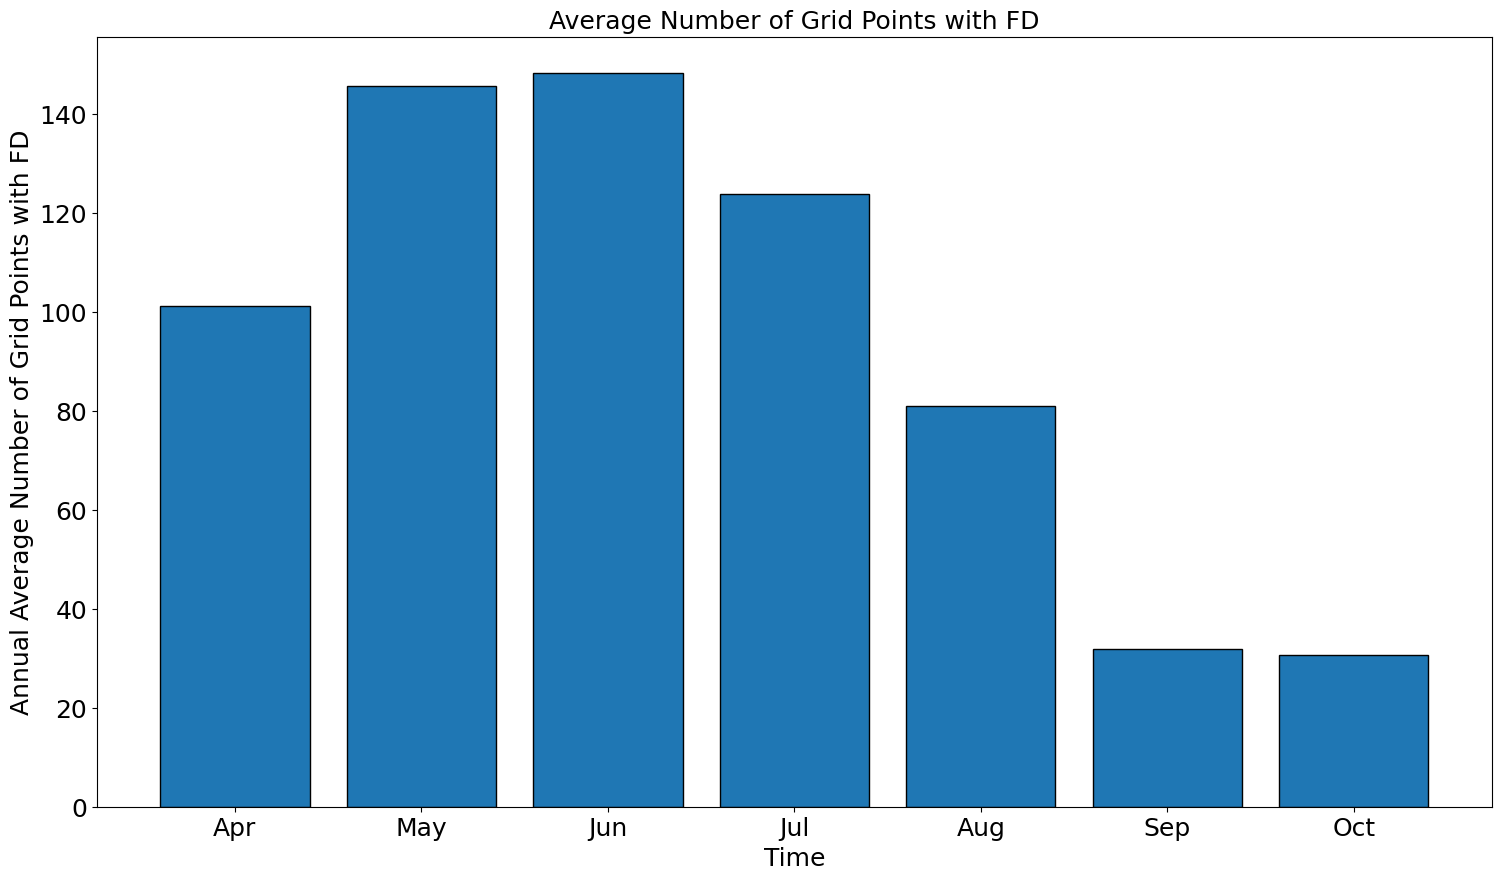 Average Number of Grid Points with FD
Annual Average Number of Grid Points with FD
140
120
100
80
60
40
20
0
Apr May Jun Jul Aug Sep Oct
Time